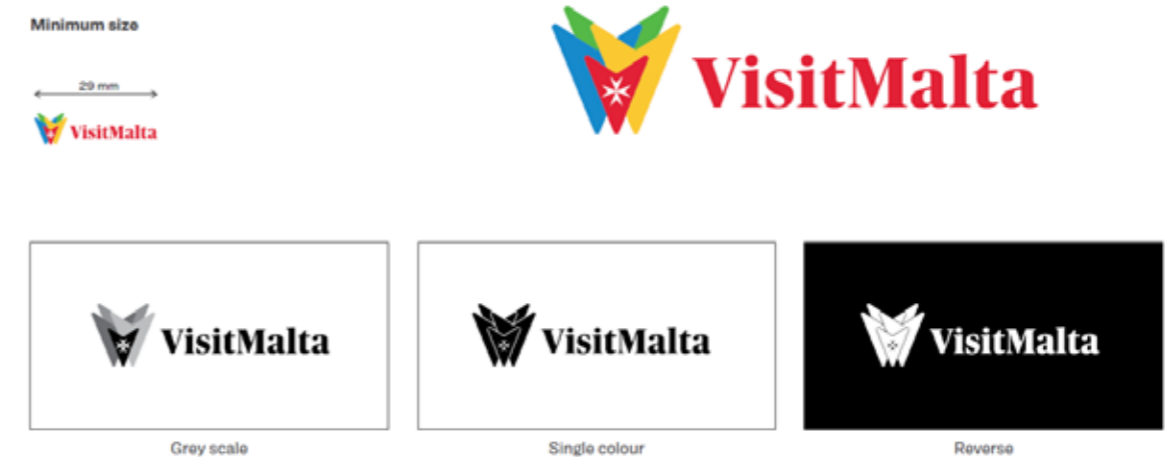 Minimum size
VisitMalta
29 mm
VisitMalta
VisitMalta
VisitMalta
VisitMalta
Grey scale
Single colour
Reverse